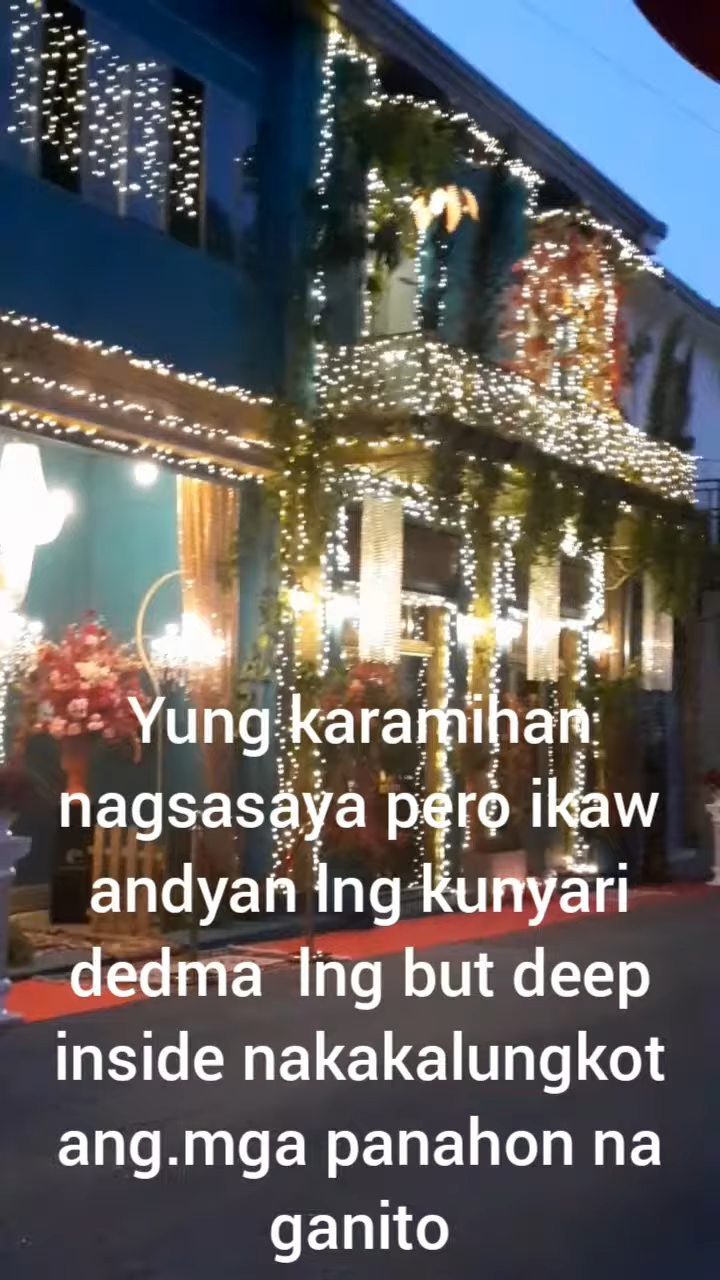 Yung karamihan
nagsasaya pero ikaw
andyan lng kunyari
dedma  lng but deep
inside nakakalungkot
ang.mga panahon na
ganito